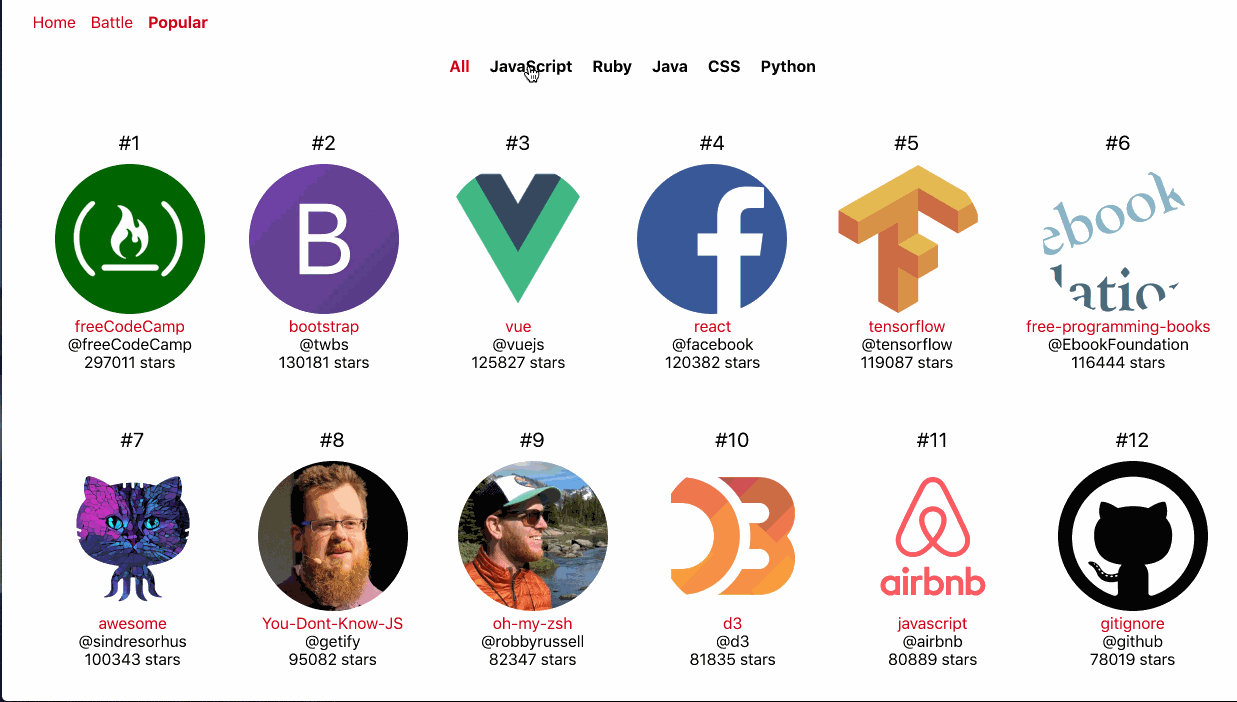 Home Battle Popular
All JavaScript Ruby Java CSS Python
#1 #2 #3 #4 #5 #6
B
ebook
freeCodeCamp bootstrap vue react tensorflow free-programming-books
@freeCodeCamp @twbs @vuejs @facebook @tensorflow @EbookFoundation
297011 stars 130181 stars 125827 stars 120382 stars 119087 stars 116444 stars
#7 #8 #9 #10 #11 #12
airbnb
awesome You-Dont-Know-JS oh-my-zsh d3 javascript gitignore
@sindresorhus @getify @robbyrussell @d3 @airbnb @github
100343 stars 95082 stars 82347 stars 81835 stars 80889 stars 78019 stars